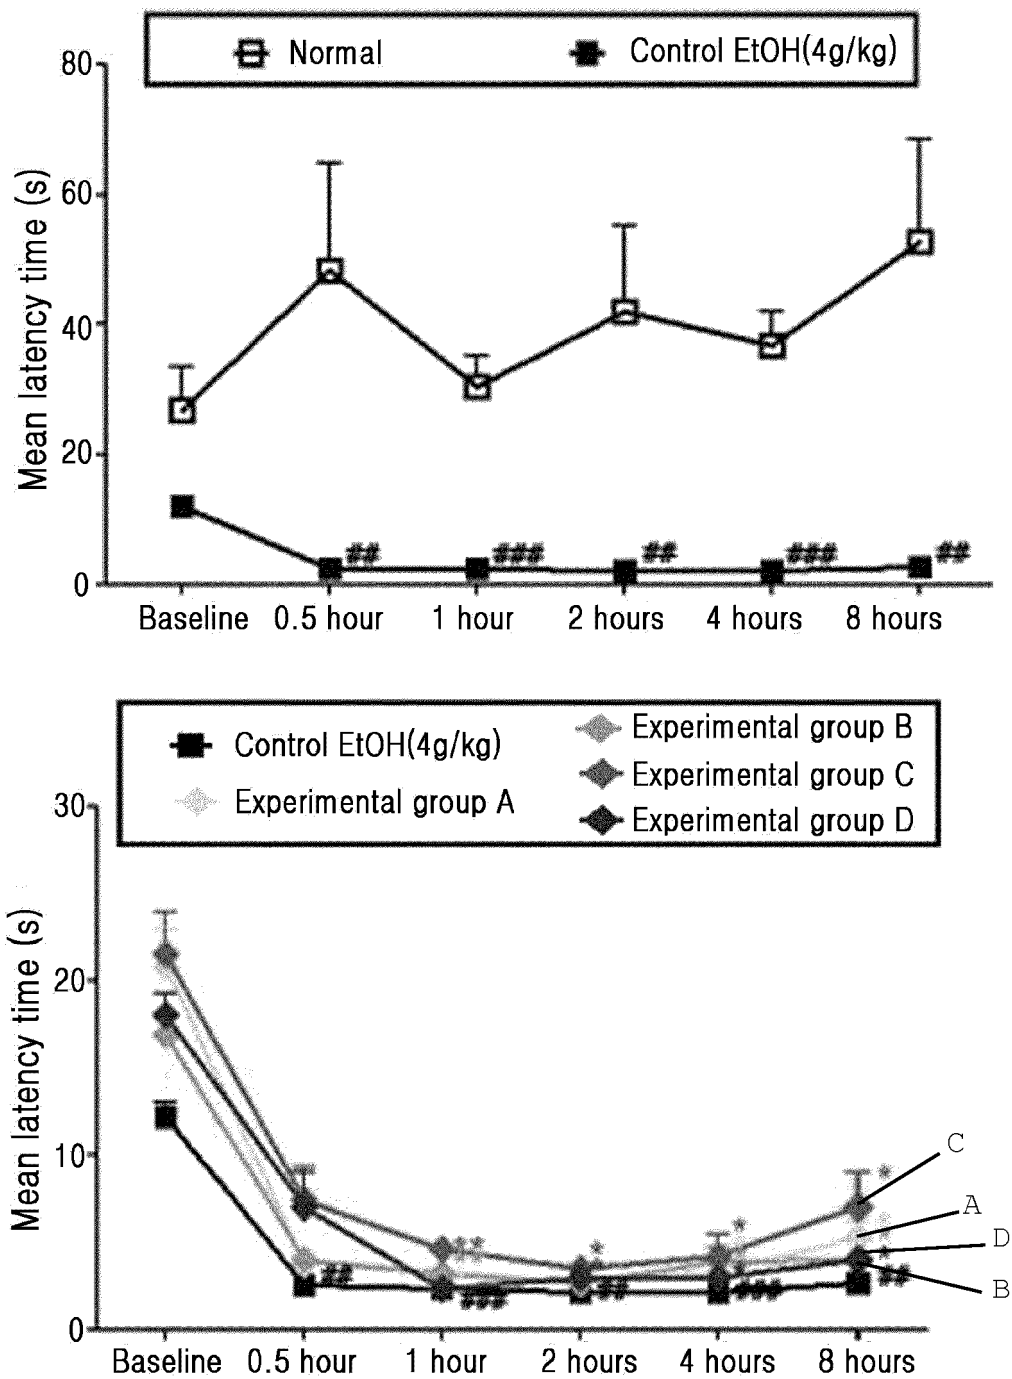 Normal
Control EtOH(4g/kg)
80
60
40
20
0
Mean latency time (s)
##
###
##
###
##
Baseline
0.5 hour
1 hour
2 hours
4 hours
8 hours
Control EtOH(4g/kg)
Experimental group A
Experimental group B
Experimental group C
Experimental group D
30
20
10
0
Mean latency time (s)
##
**
###
*
##
*
*
###
*
*
*
##
C
A
D
B
Baseline
0.5 hour
1 hour
2 hours
4 hours
8 hours